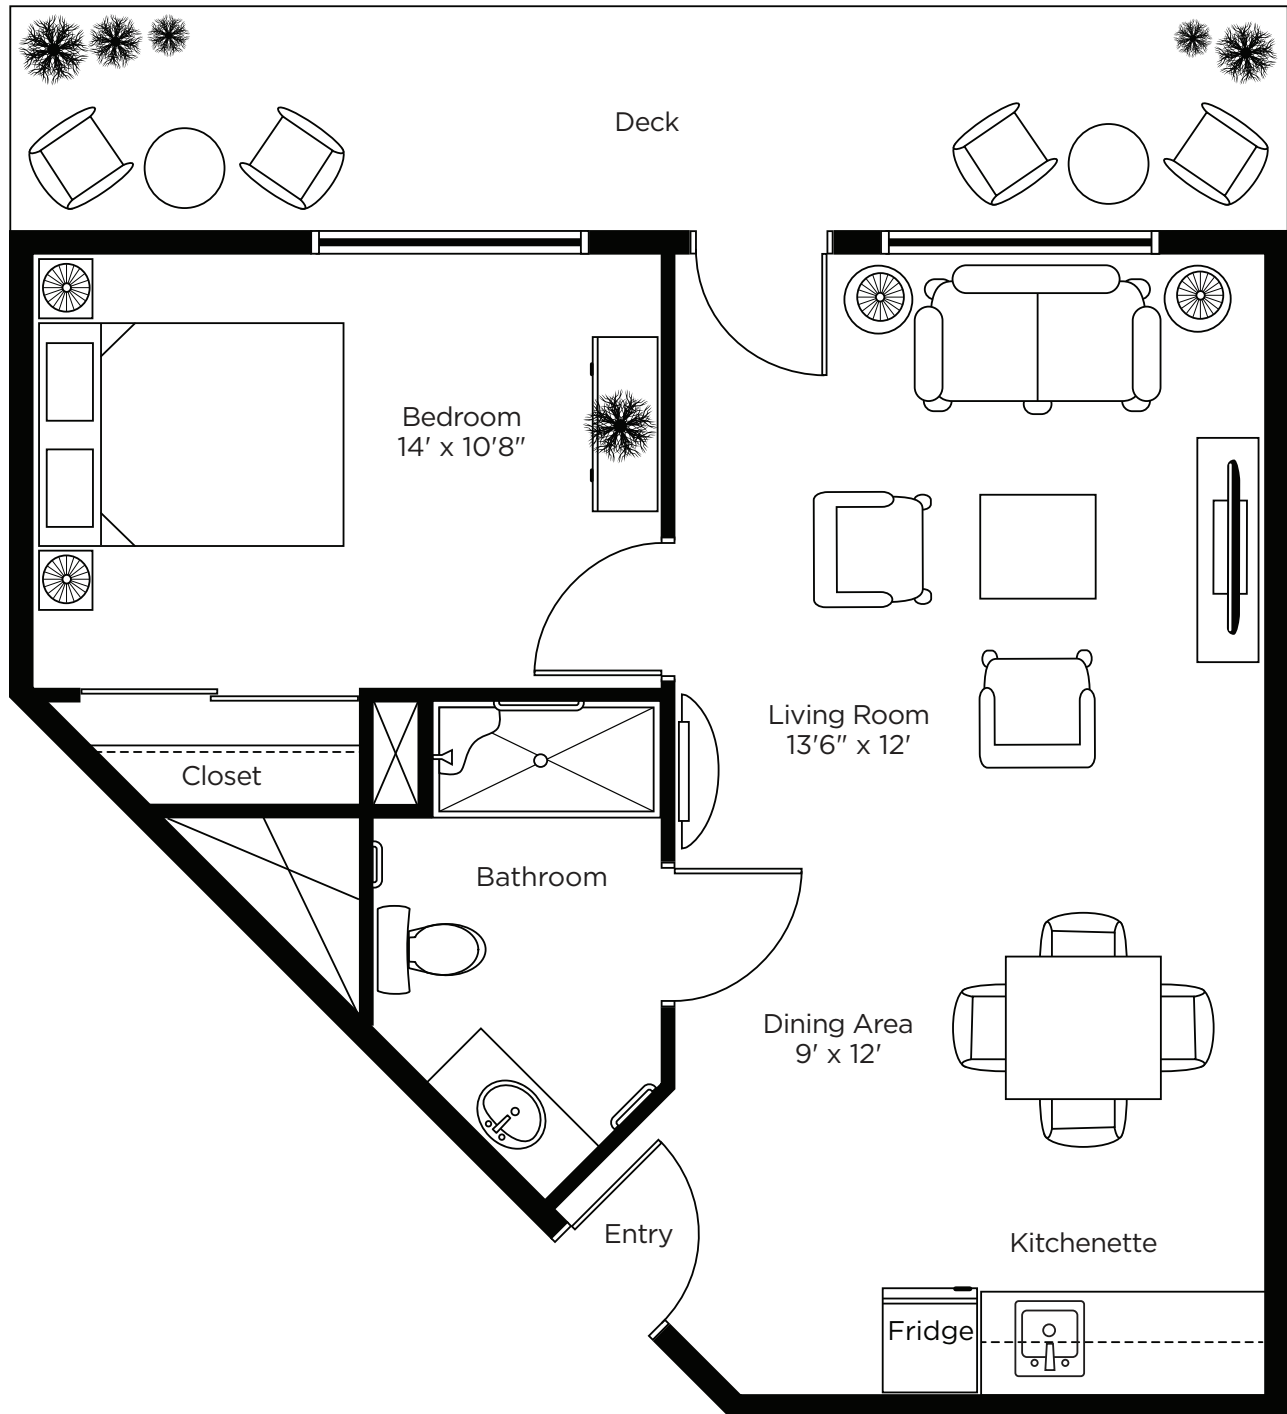 Deck
Bedroom
14' x 10'8"
Living Room
13'6" x 12'
Closet
Bathroom
Dining Area
9' x 12'
Entry
Kitchenette
Fridge